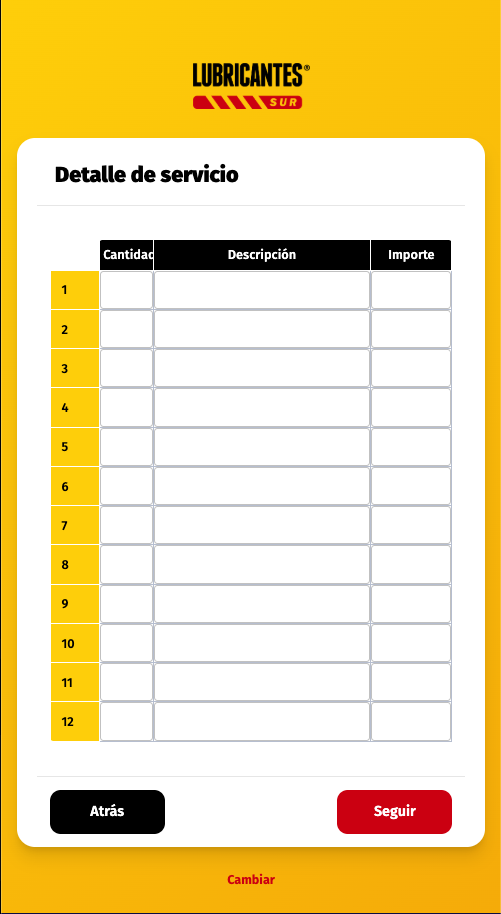 LUBRICANTES®
SUR
Detalle de servicio
Cantidad Descripción Importe
1
2
3
4
5
6
7
8
9
10
11
12
Atrás Seguir
Cambiar